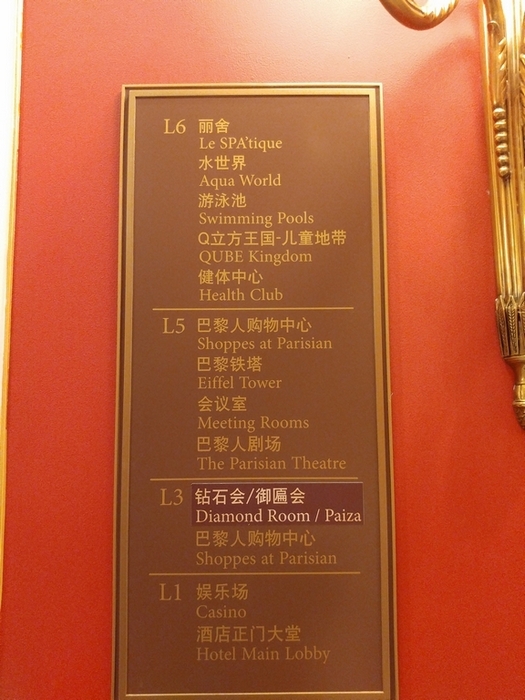 L6 丽舍
Le SPA'tique
水世界
Aqua World
游泳池
Swimming Pools
Q立方王国-儿童地带
QUBE Kingdom
健体中心
Health Club
L5 巴黎人购物中心
Shoppes at Parisian
巴黎铁塔
Eiffel Tower
会议室
Meeting Rooms
巴黎人剧场
The Parisian Theatre
L3 钻石会/御匾会
Diamond Room / Paiza
巴黎人购物中心
Shoppes at Parisian
L1 娱乐场
Casino
酒店正门大堂
Hotel Main Lobby